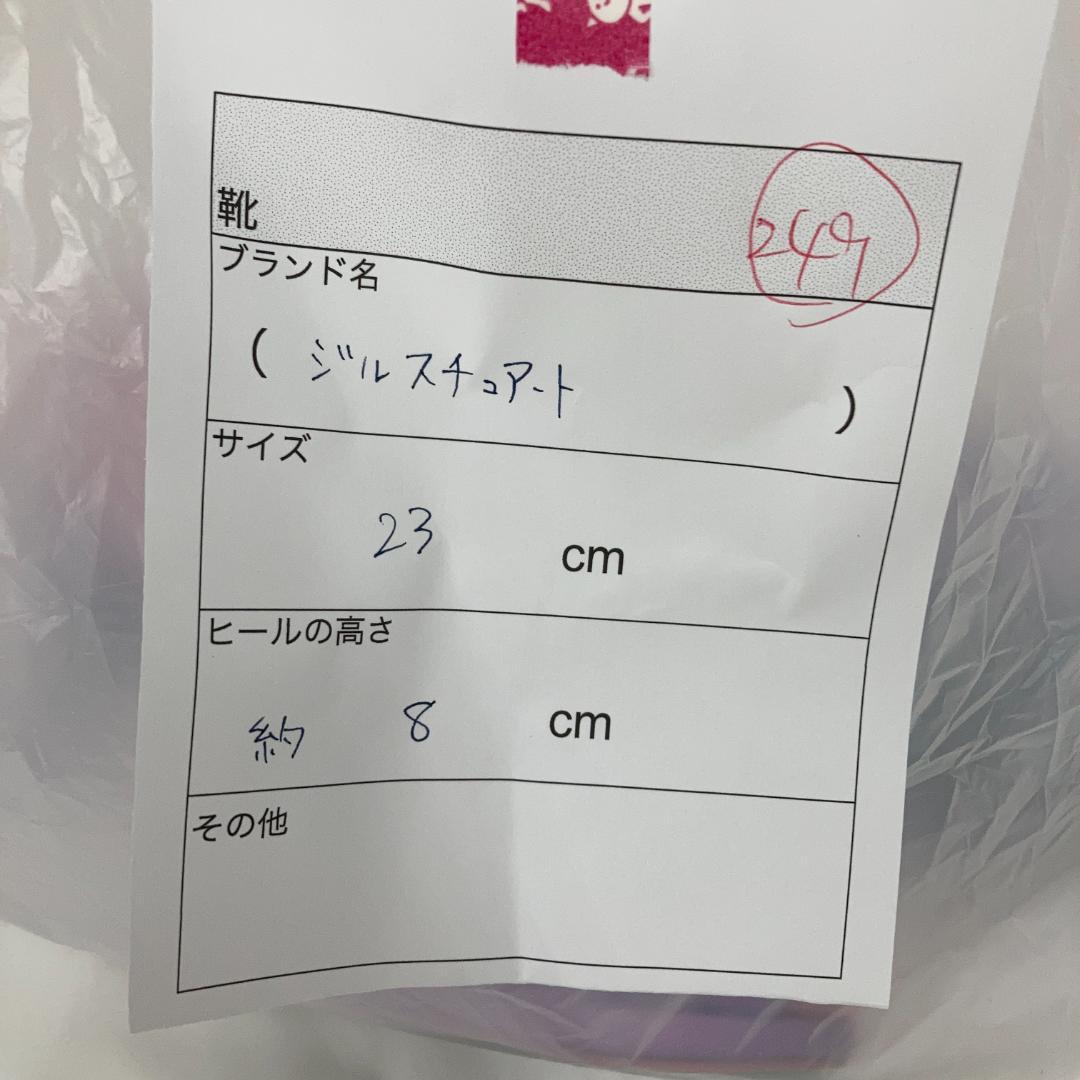 靴 249
ブランド名
( ジルスチュアート )
サイズ
23 cm
ヒールの高さ
約 8 cm
その他